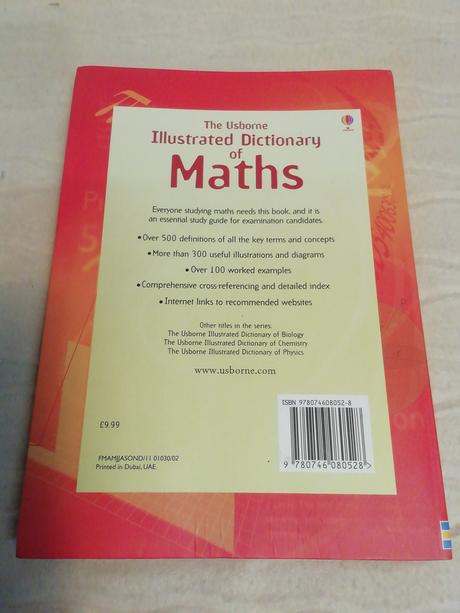 The Usborne
Illustrated Dictionary
of
Maths
Everyone studying maths needs this book, and it is
an essential study guide for examination candidates.
• Over 500 definitions of all the key terms and concepts
• More than 300 useful illustrations and diagrams
• Over 100 worked examples
• Comprehensive cross-referencing and detailed index
• Internet links to recommended websites
Other titles in the series:
The Usborne Illustrated Dictionary of Biology
The Usborne Illustrated Dictionary of Chemistry
The Usborne Illustrated Dictionary of Physics
www.usborne.com
ISBN 978074608052-8
£9.99
FMAMJJASOND/11 01030/02
Printed in Dubai, UAE.
9 780746 080528 >